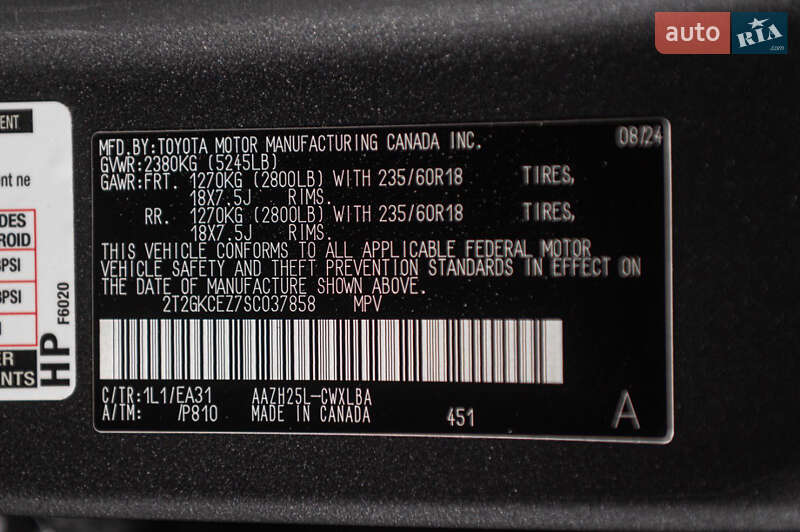 auto RIA.com
ENT
nt ne
DES
ROID
PSI
PSI
ER
NTS
HP
F6020
MFD.BY:TOYOTA MOTOR MANUFACTURING CANADA INC. 08/24
GVWR:2380KG (5245LB)
GAWR:FRT. 1270KG (2800LB) WITH 235/60R18 TIRES,
18X7.5J RIMS.
RR. 1270KG (2800LB) WITH 235/60R18 TIRES,
18X7.5J RIMS.
THIS VEHICLE CONFORMS TO ALL APPLICABLE FEDERAL MOTOR
VEHICLE SAFETY AND THEFT PREVENTION STANDARDS IN EFFECT ON
THE DATE OF MANUFACTURE SHOWN ABOVE.
2T2GKCEZ7SC037858 MPV
C/TR:1L1/EA31 AAZH25L-CWXLBA
A/TM: /P810 MADE IN CANADA 451 A